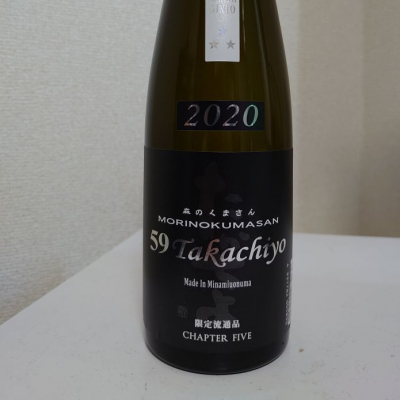 2020
森のくまさん
MORINOKUMASAN
59 Takachiyo
Made In Minamiuonuma
限定流通品
CHAPTER FIVE